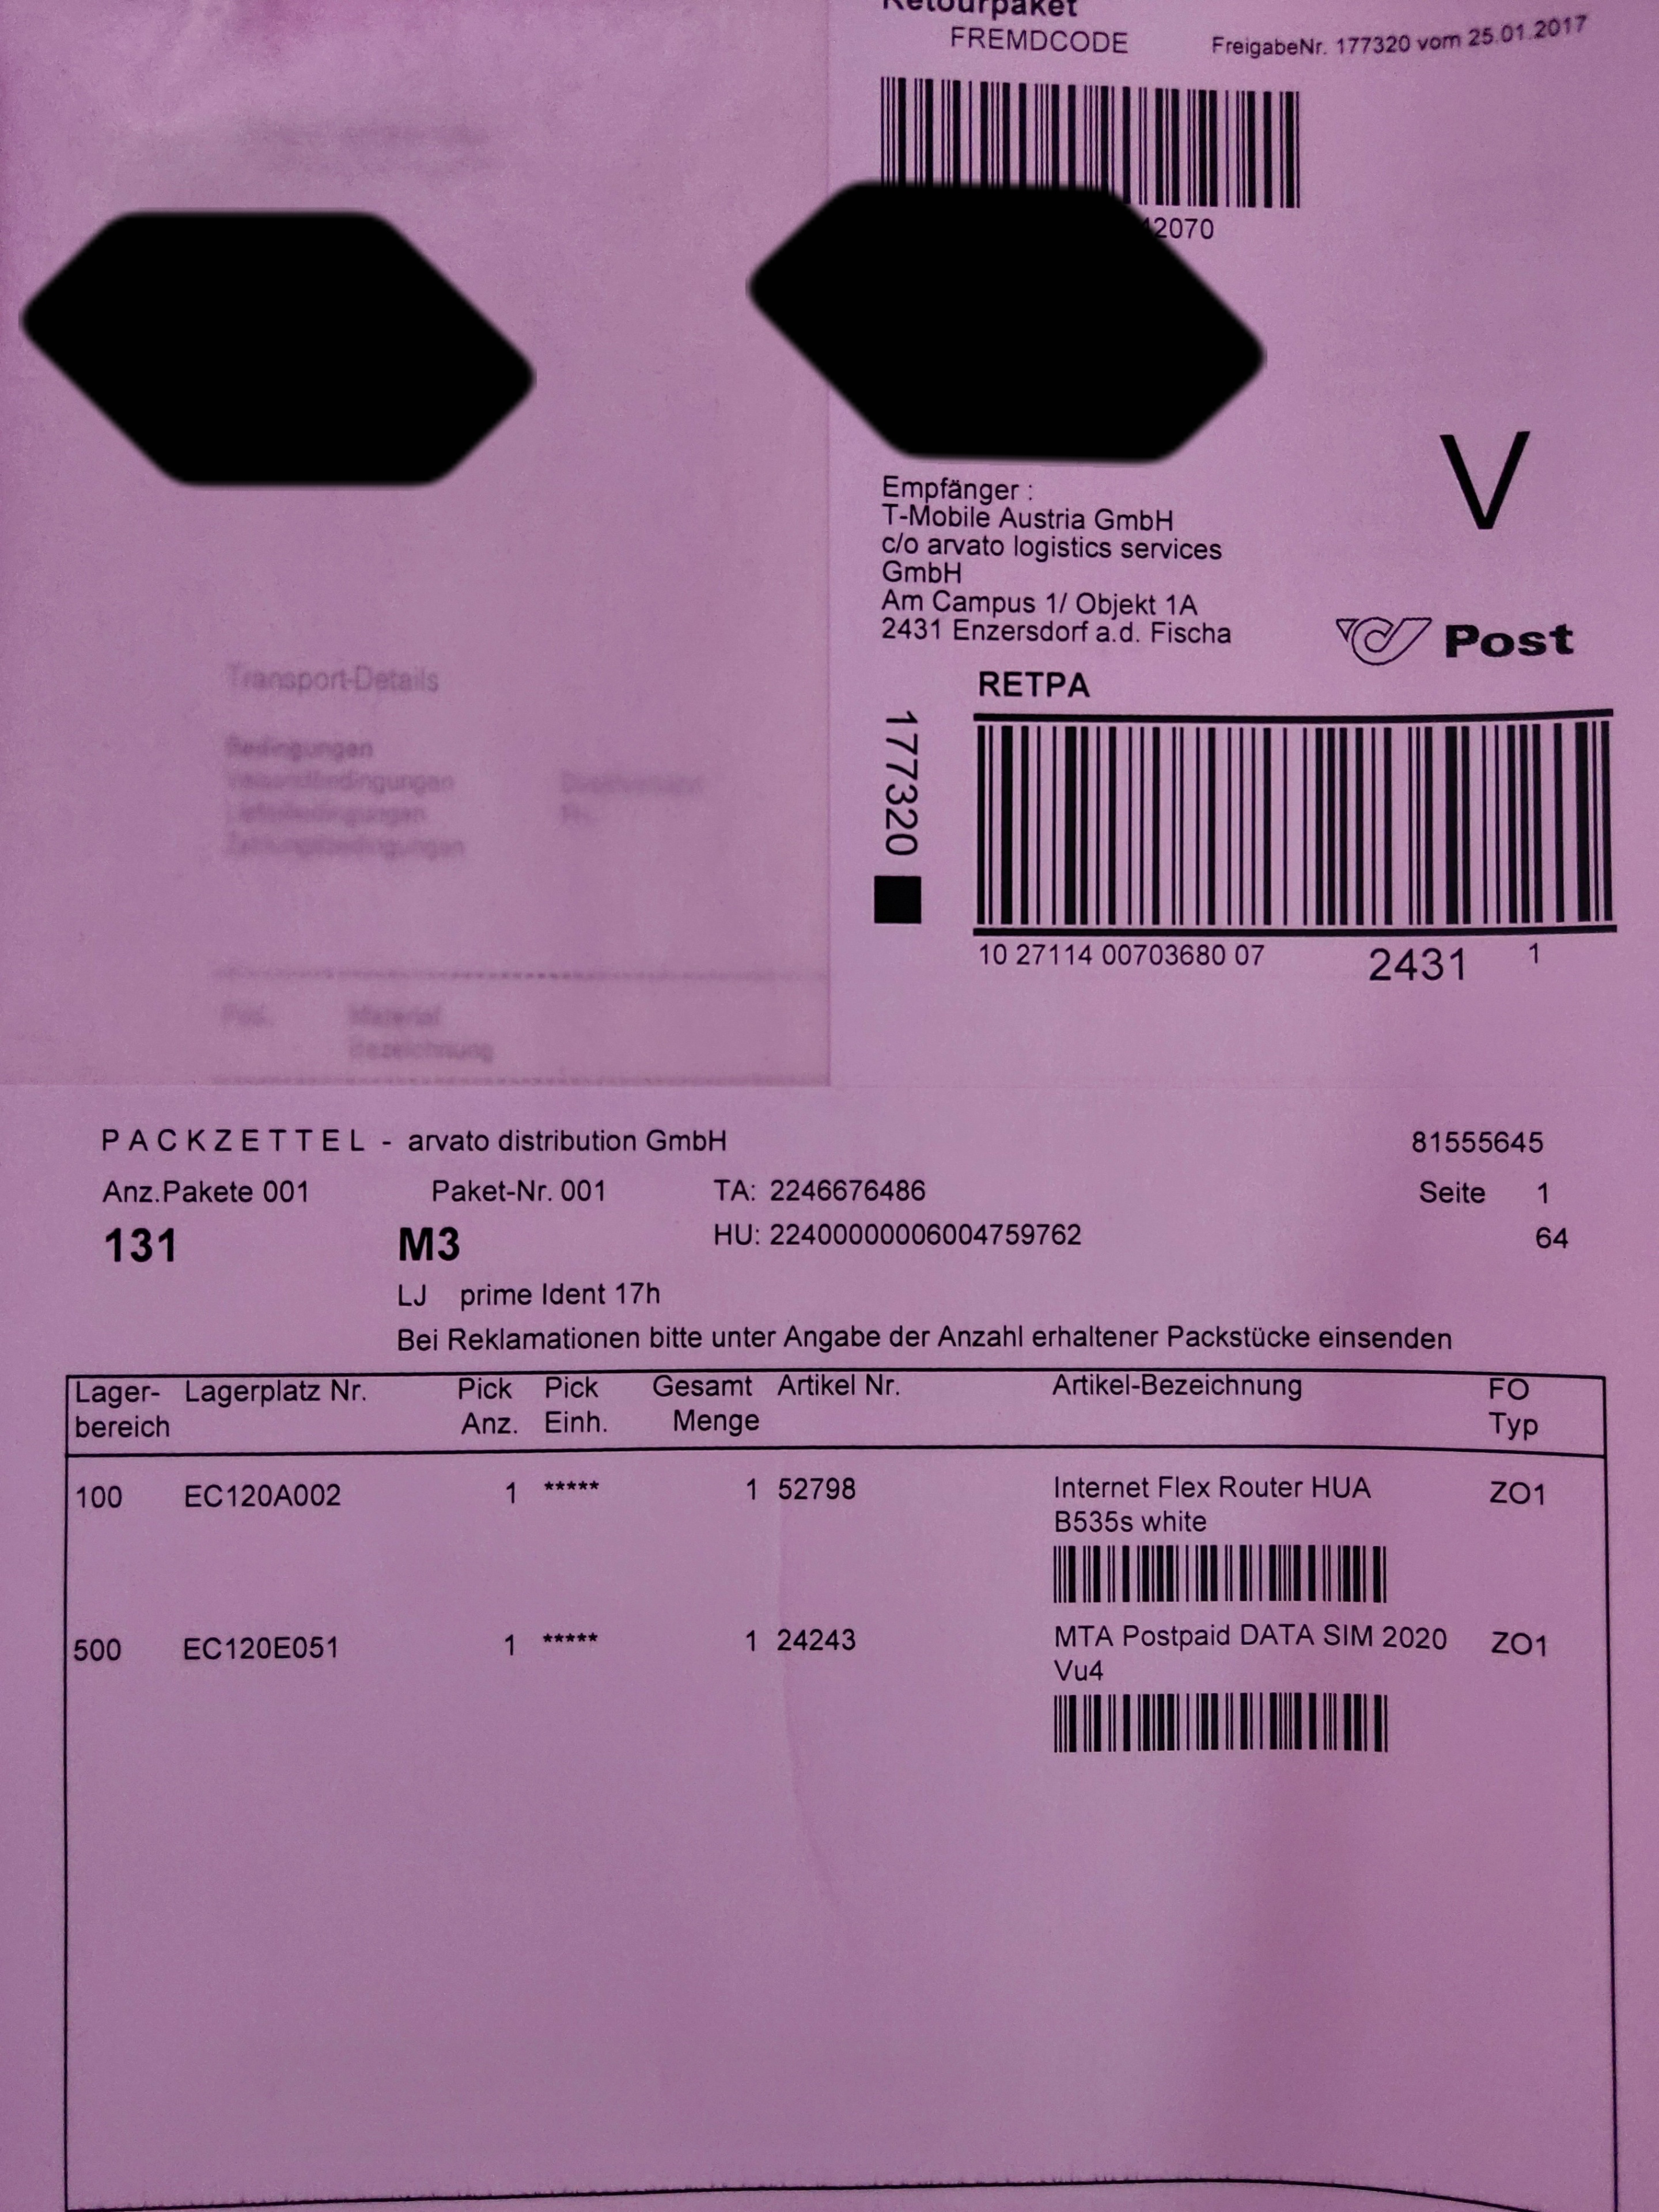 Retourpaket
FREMDCODE
FreigabeNr. 177320 vom 25.01.2017
2070
Empfänger :
T-Mobile Austria GmbH
c/o arvato logistics services
GmbH
Am Campus 1/ Objekt 1A
2431 Enzersdorf a.d. Fischa
V
Post
RETPA
177320
10 27114 00703680 07
2431
1
Transport-Details
Bedingungen
Versandbedingungen
Lieferbedingungen
Zahlungsbedingungen
Pos. Material
Bezeichnung
PACKZETTEL - arvato distribution GmbH 81555645
Anz.Pakete 001 Paket-Nr. 001 TA: 2246676486 Seite 1
131 M3 HU: 22400000006004759762 64
LJ prime Ident 17h
Bei Reklamationen bitte unter Angabe der Anzahl erhaltener Packstücke einsenden
Lager- Lagerplatz Nr. Pick Pick Gesamt Artikel Nr. Artikel-Bezeichnung FO
bereich Anz. Einh. Menge Typ
100 EC120A002 1 ***** 1 52798 Internet Flex Router HUA ZO1
B535s white
500 EC120E051 1 ***** 1 24243 MTA Postpaid DATA SIM 2020 ZO1
Vu4